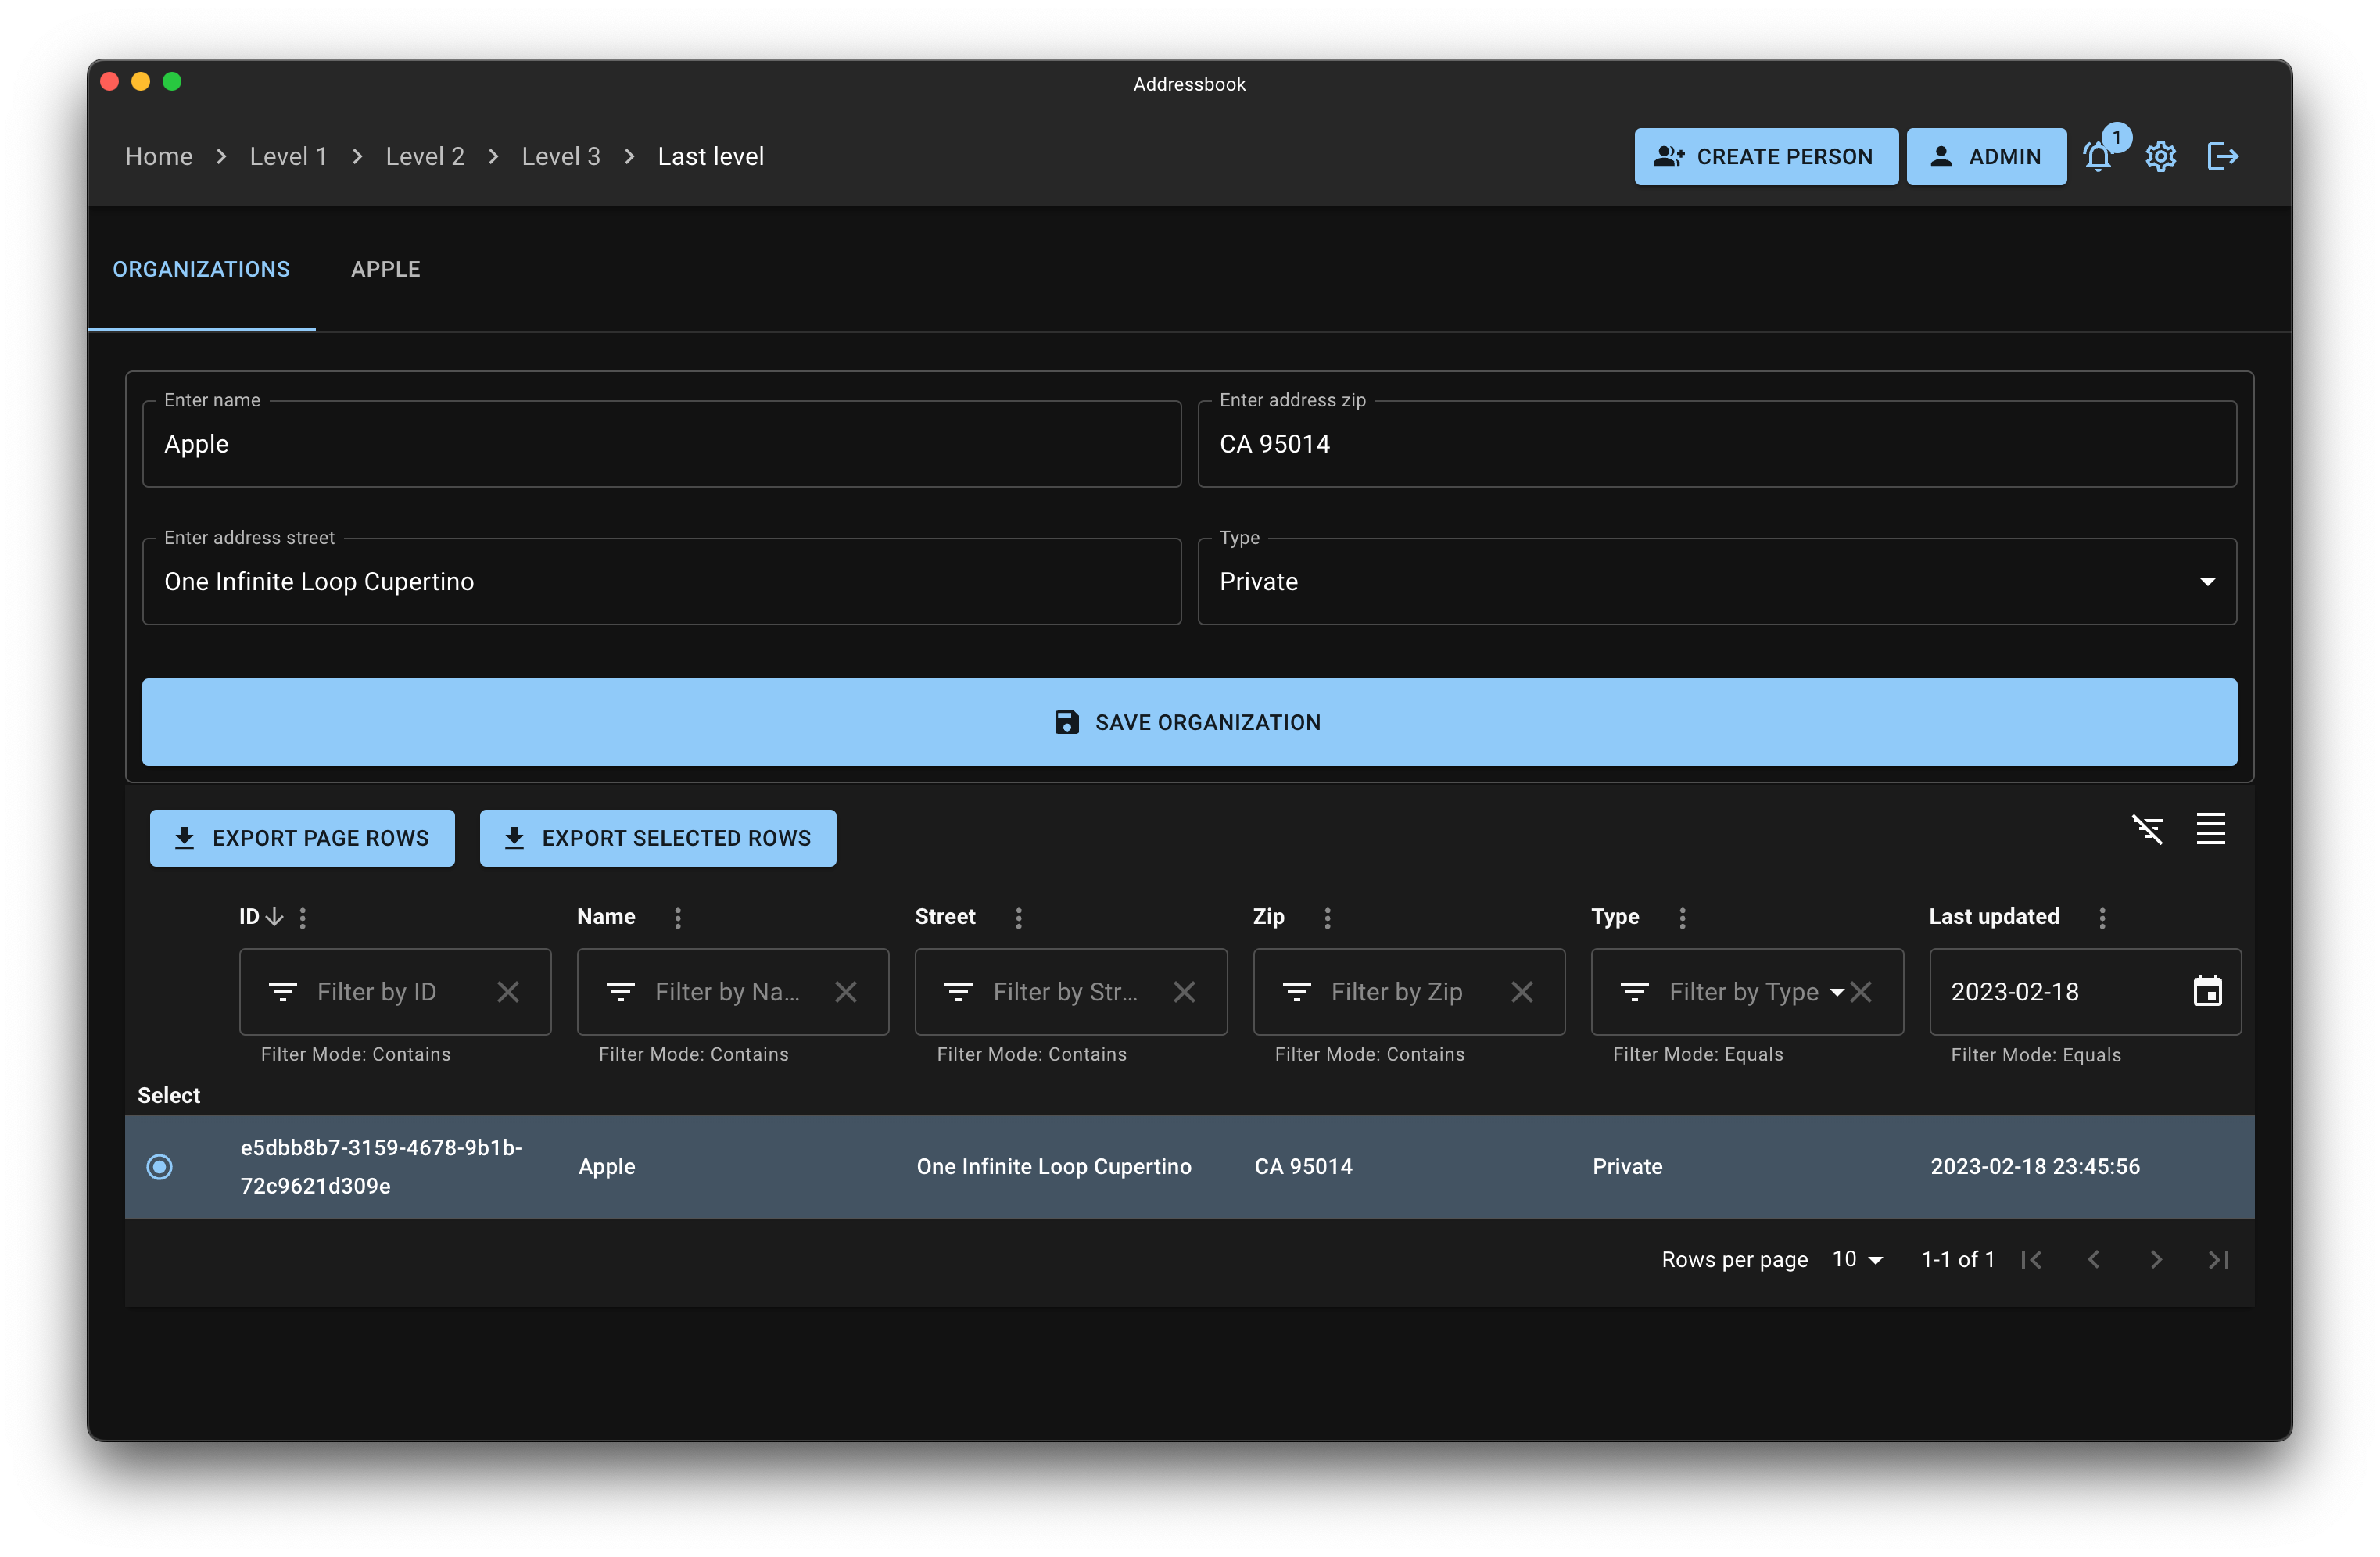 Addressbook
Home > Level 1 > Level 2 > Level 3 > Last level
CREATE PERSON
ADMIN
1
ORGANIZATIONS
APPLE
Enter name
Apple
Enter address zip
CA 95014
Enter address street
One Infinite Loop Cupertino
Type
Private
SAVE ORGANIZATION
EXPORT PAGE ROWS
EXPORT SELECTED ROWS
ID Name Street Zip Type Last updated
Filter by ID Filter by Na... Filter by Str... Filter by Zip Filter by Type 2023-02-18
Filter Mode: Contains Filter Mode: Contains Filter Mode: Contains Filter Mode: Contains Filter Mode: Equals Filter Mode: Equals
Select
e5dbb8b7-3159-4678-9b1b-
72c9621d309e
Apple
One Infinite Loop Cupertino
CA 95014
Private
2023-02-18 23:45:56
Rows per page 10 1-1 of 1